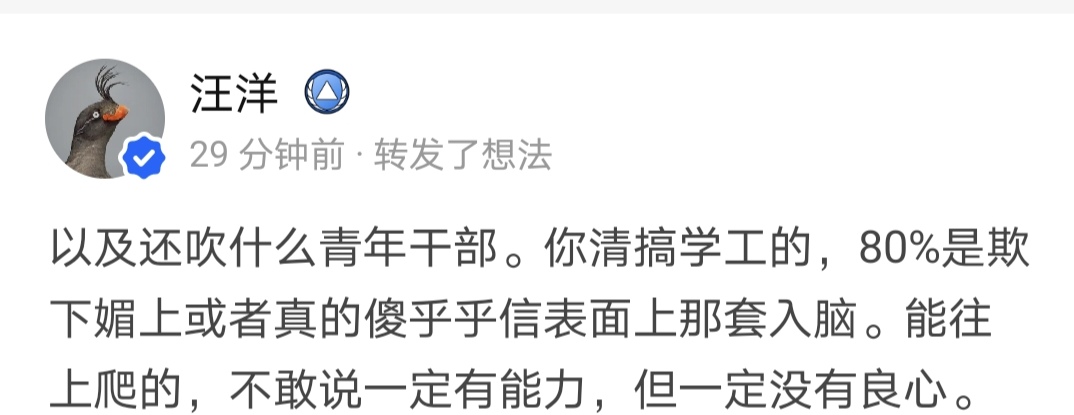 汪洋
29 分钟前 · 转发了想法
以及还吹什么青年干部。你清搞学工的，80%是欺
下媚上或者真的傻乎乎信表面上那套入脑。能往
上爬的，不敢说一定有能力，但一定没有良心。